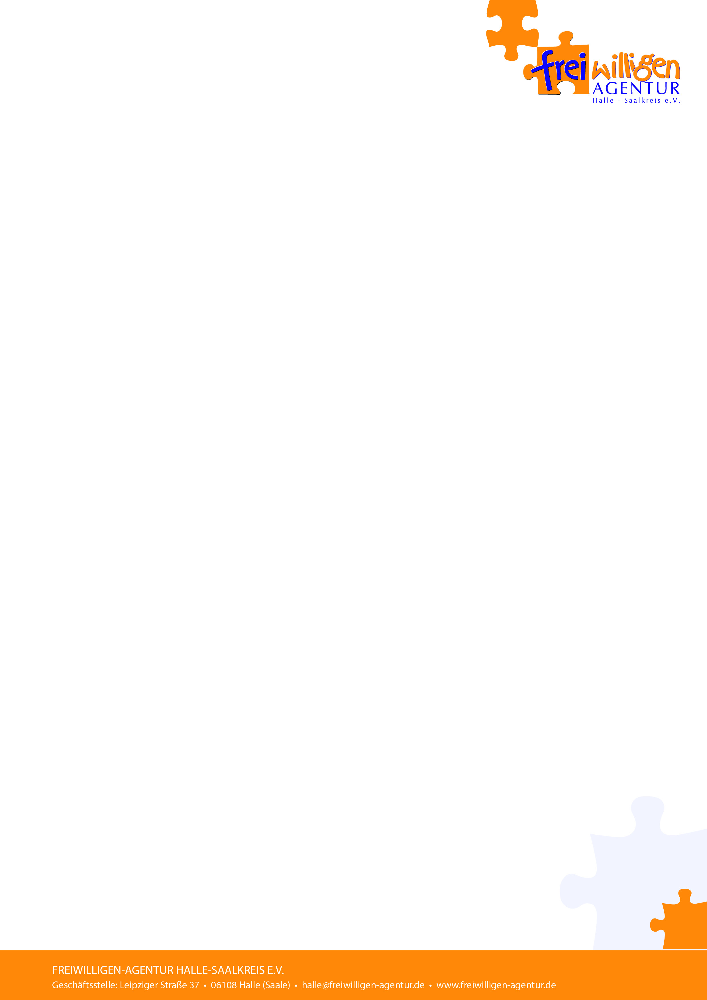 freiwilligen
AGENTUR
Halle - Saalkreis e.V.
FREIWILLIGEN-AGENTUR HALLE-SAALKREIS E.V.
Geschäftsstelle: Leipziger Straße 37 • 06108 Halle (Saale) • halle@freiwilligen-agentur.de • www.freiwilligen-agentur.de